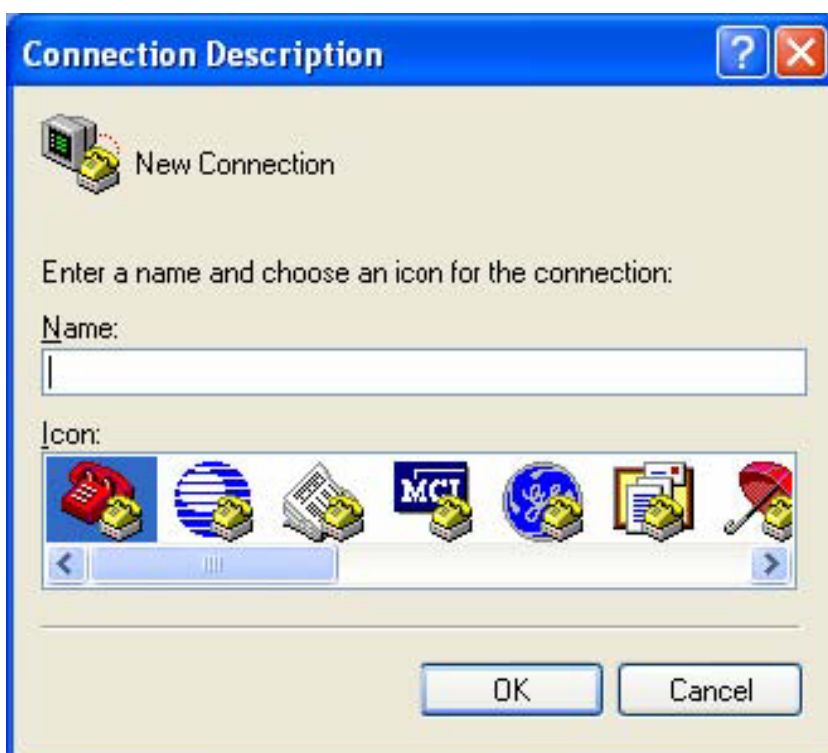 Connection Description
New Connection
Enter a name and choose an icon for the connection:
Name:
Icon:
MCI
OK
Cancel